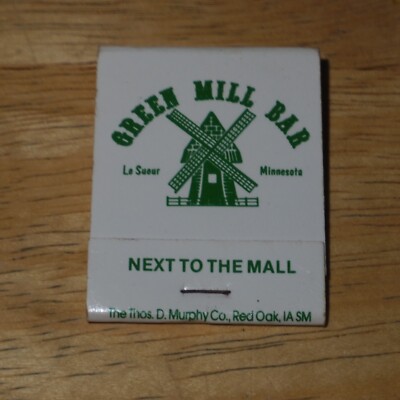 GREEN MILL BAR
Le Sueur Minnesota
NEXT TO THE MALL
The Thos. D. Murphy Co., Red Oak, IA SM